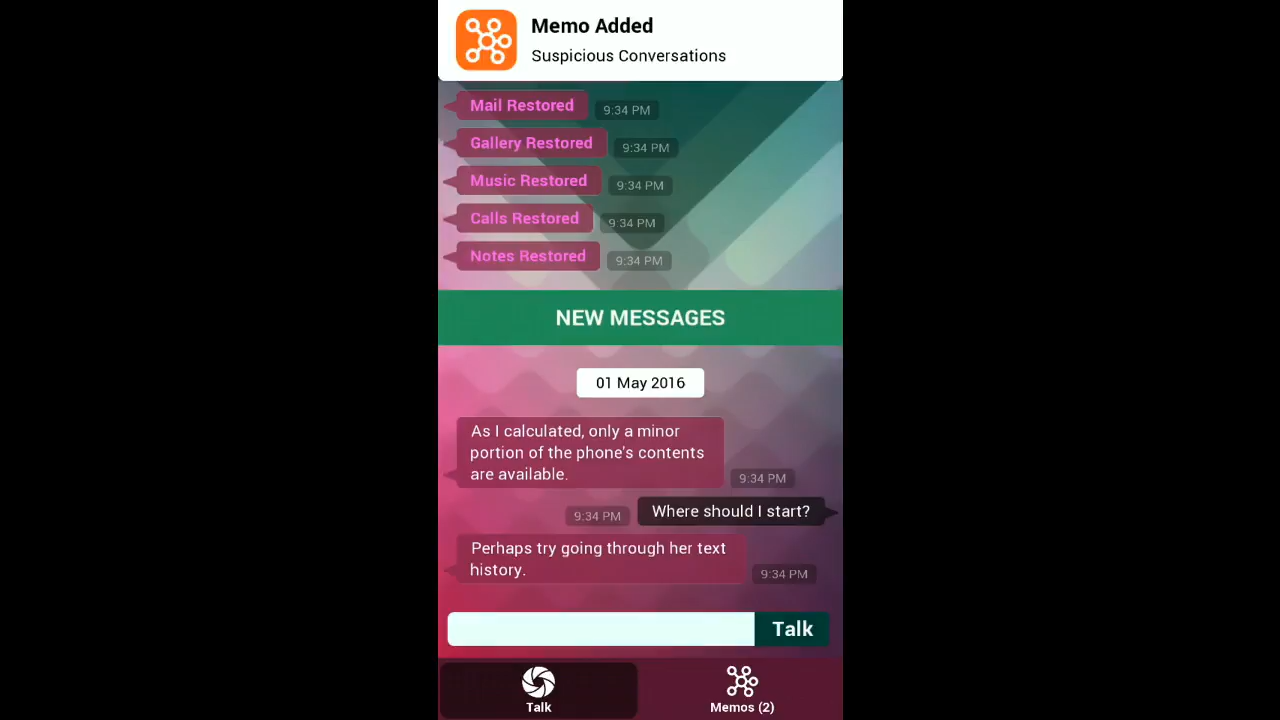 Memo Added
Suspicious Conversations
Mail Restored
9:34 PM
Gallery Restored
9:34 PM
Music Restored
9:34 PM
Calls Restored
9:34 PM
Notes Restored
9:34 PM
NEW MESSAGES
01 May 2016
As I calculated, only a minor
portion of the phone's contents
are available.
9:34 PM
9:34 PM
Where should I start?
Perhaps try going through her text
history.
9:34 PM
Talk
Talk
Memos (2)